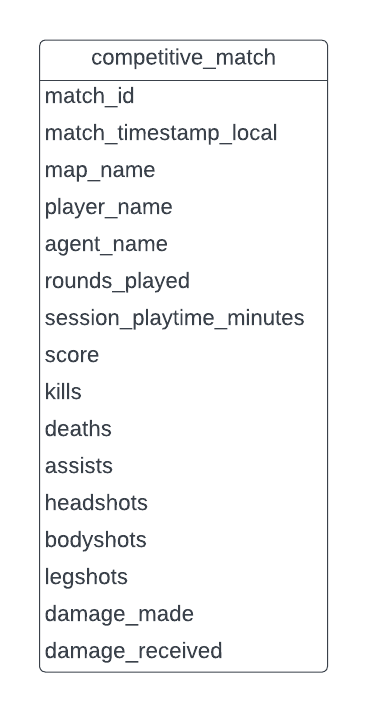 competitive_match
match_id
match_timestamp_local
map_name
player_name
agent_name
rounds_played
session_playtime_minutes
score
kills
deaths
assists
headshots
bodyshots
legshots
damage_made
damage_received